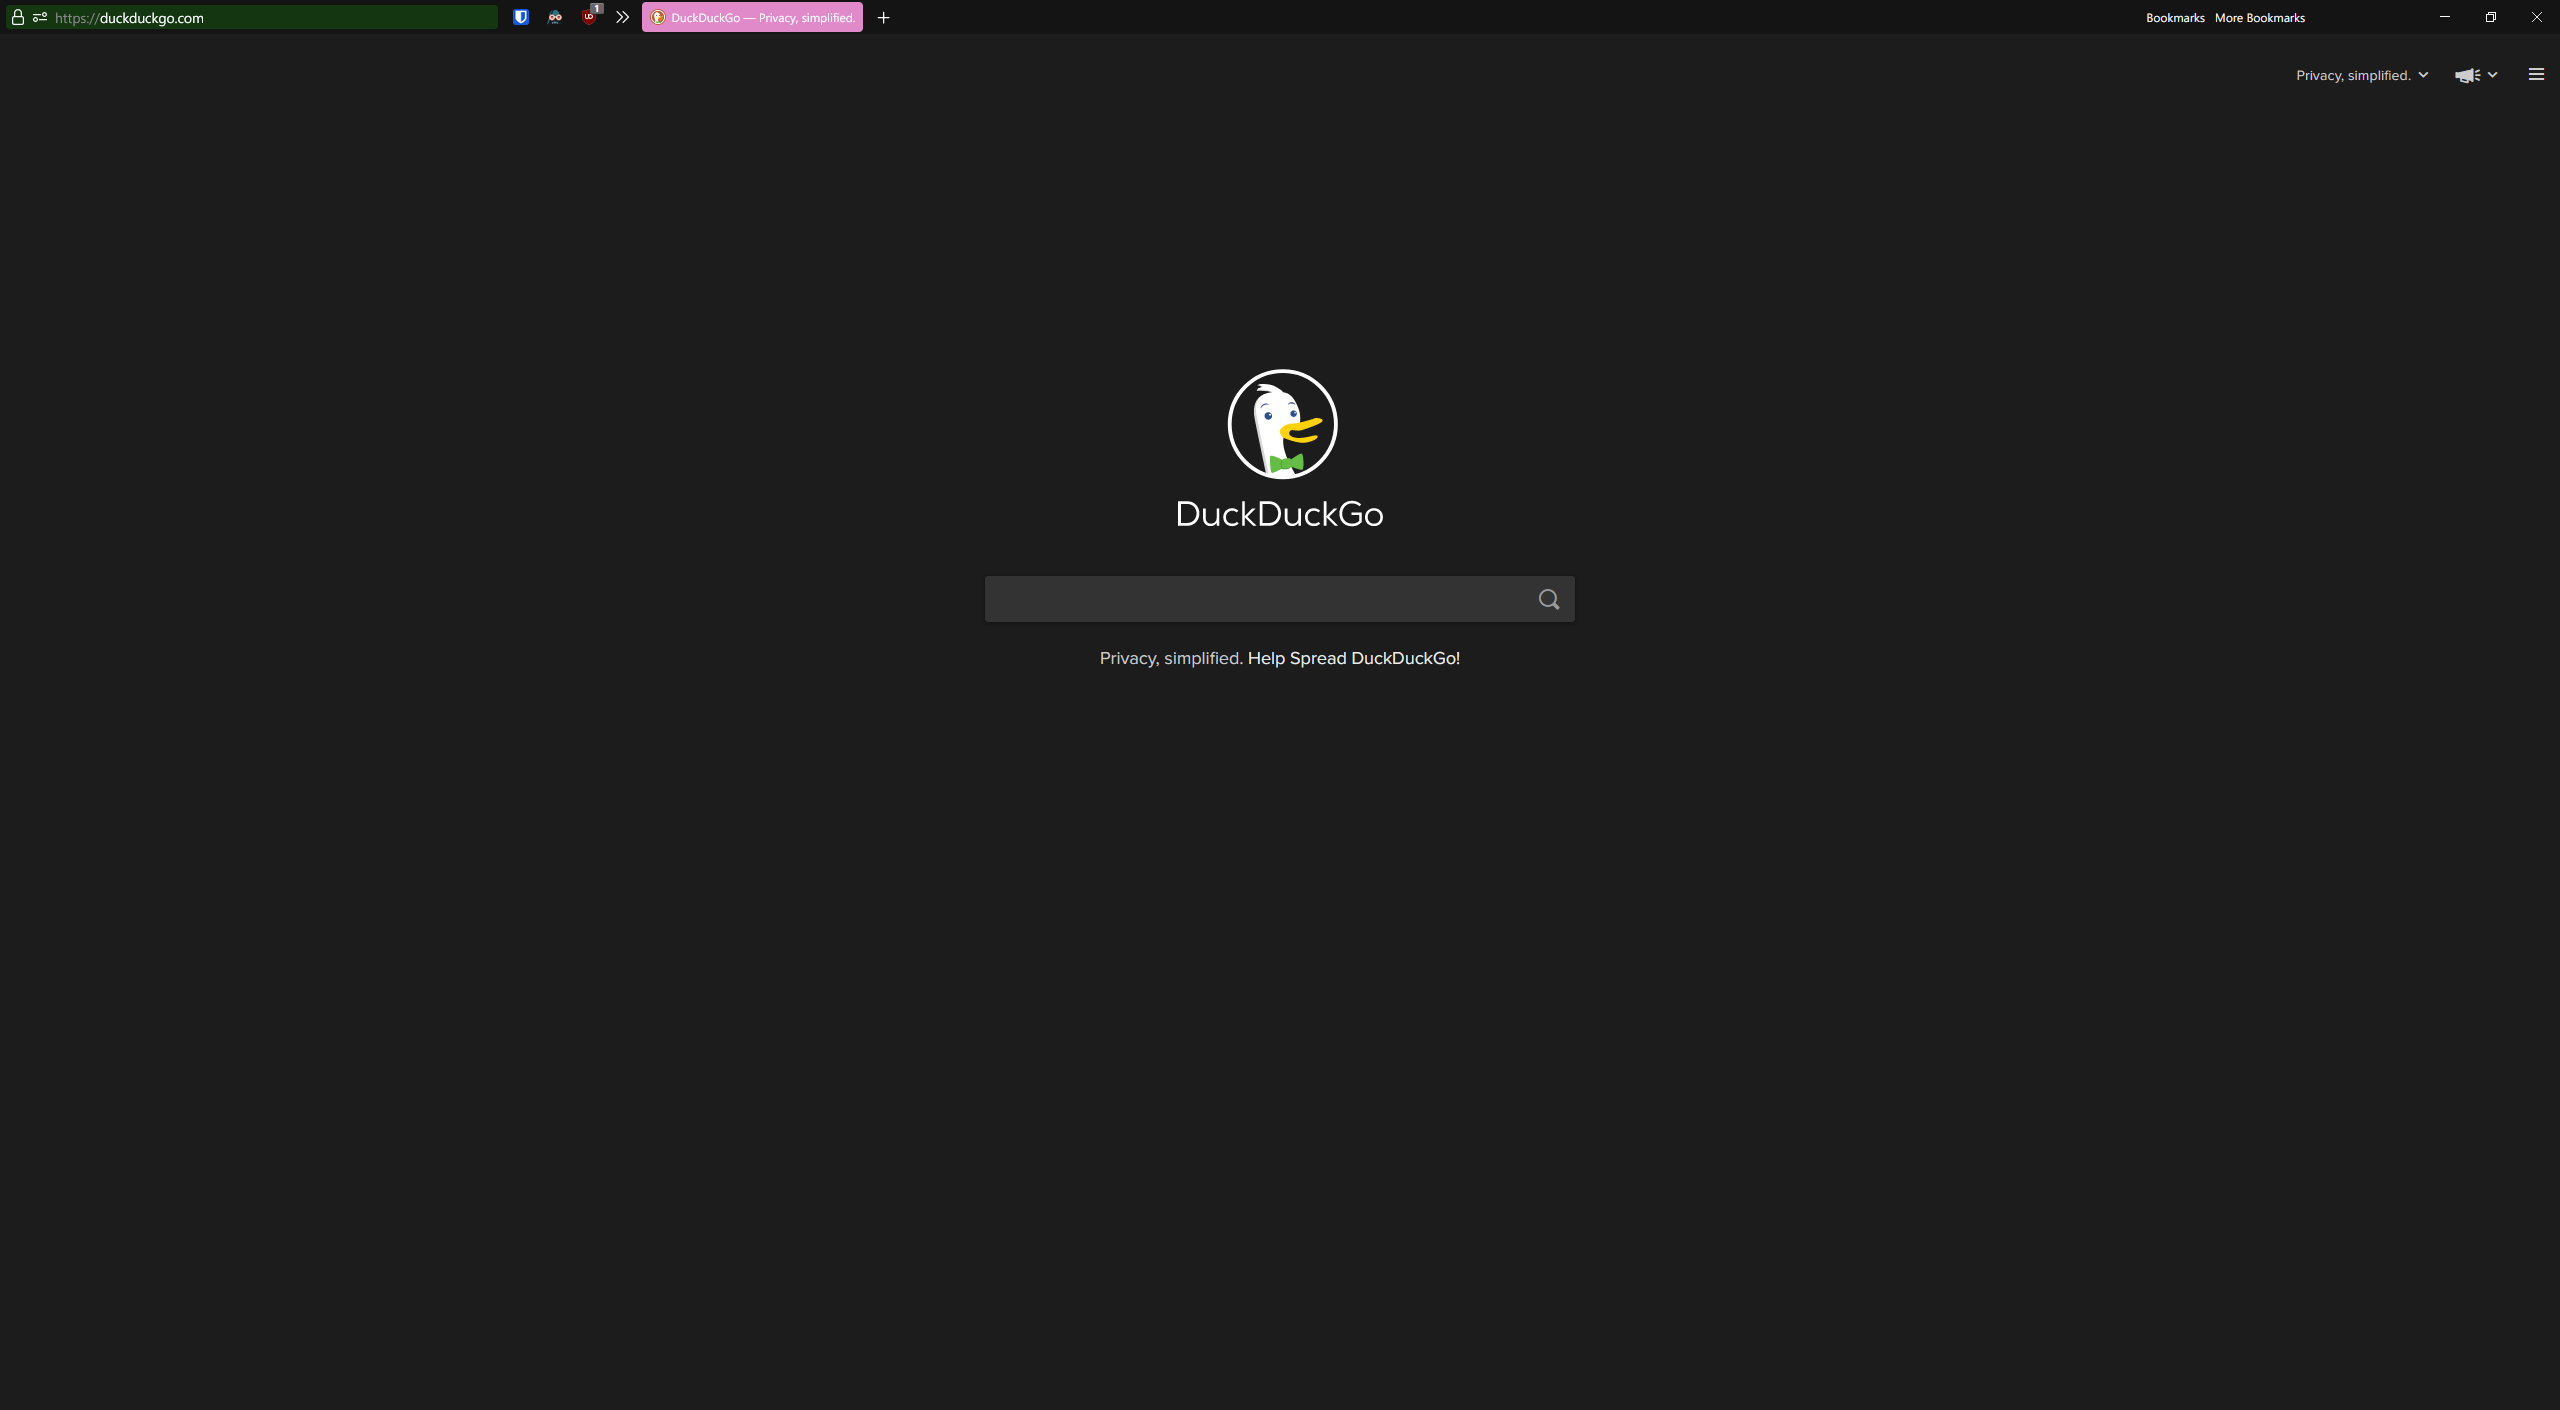 https://duckduckgo.com
1
DuckDuckGo — Privacy, simplified.
Bookmarks More Bookmarks
Privacy, simplified.
DuckDuckGo
Privacy, simplified. Help Spread DuckDuckGo!